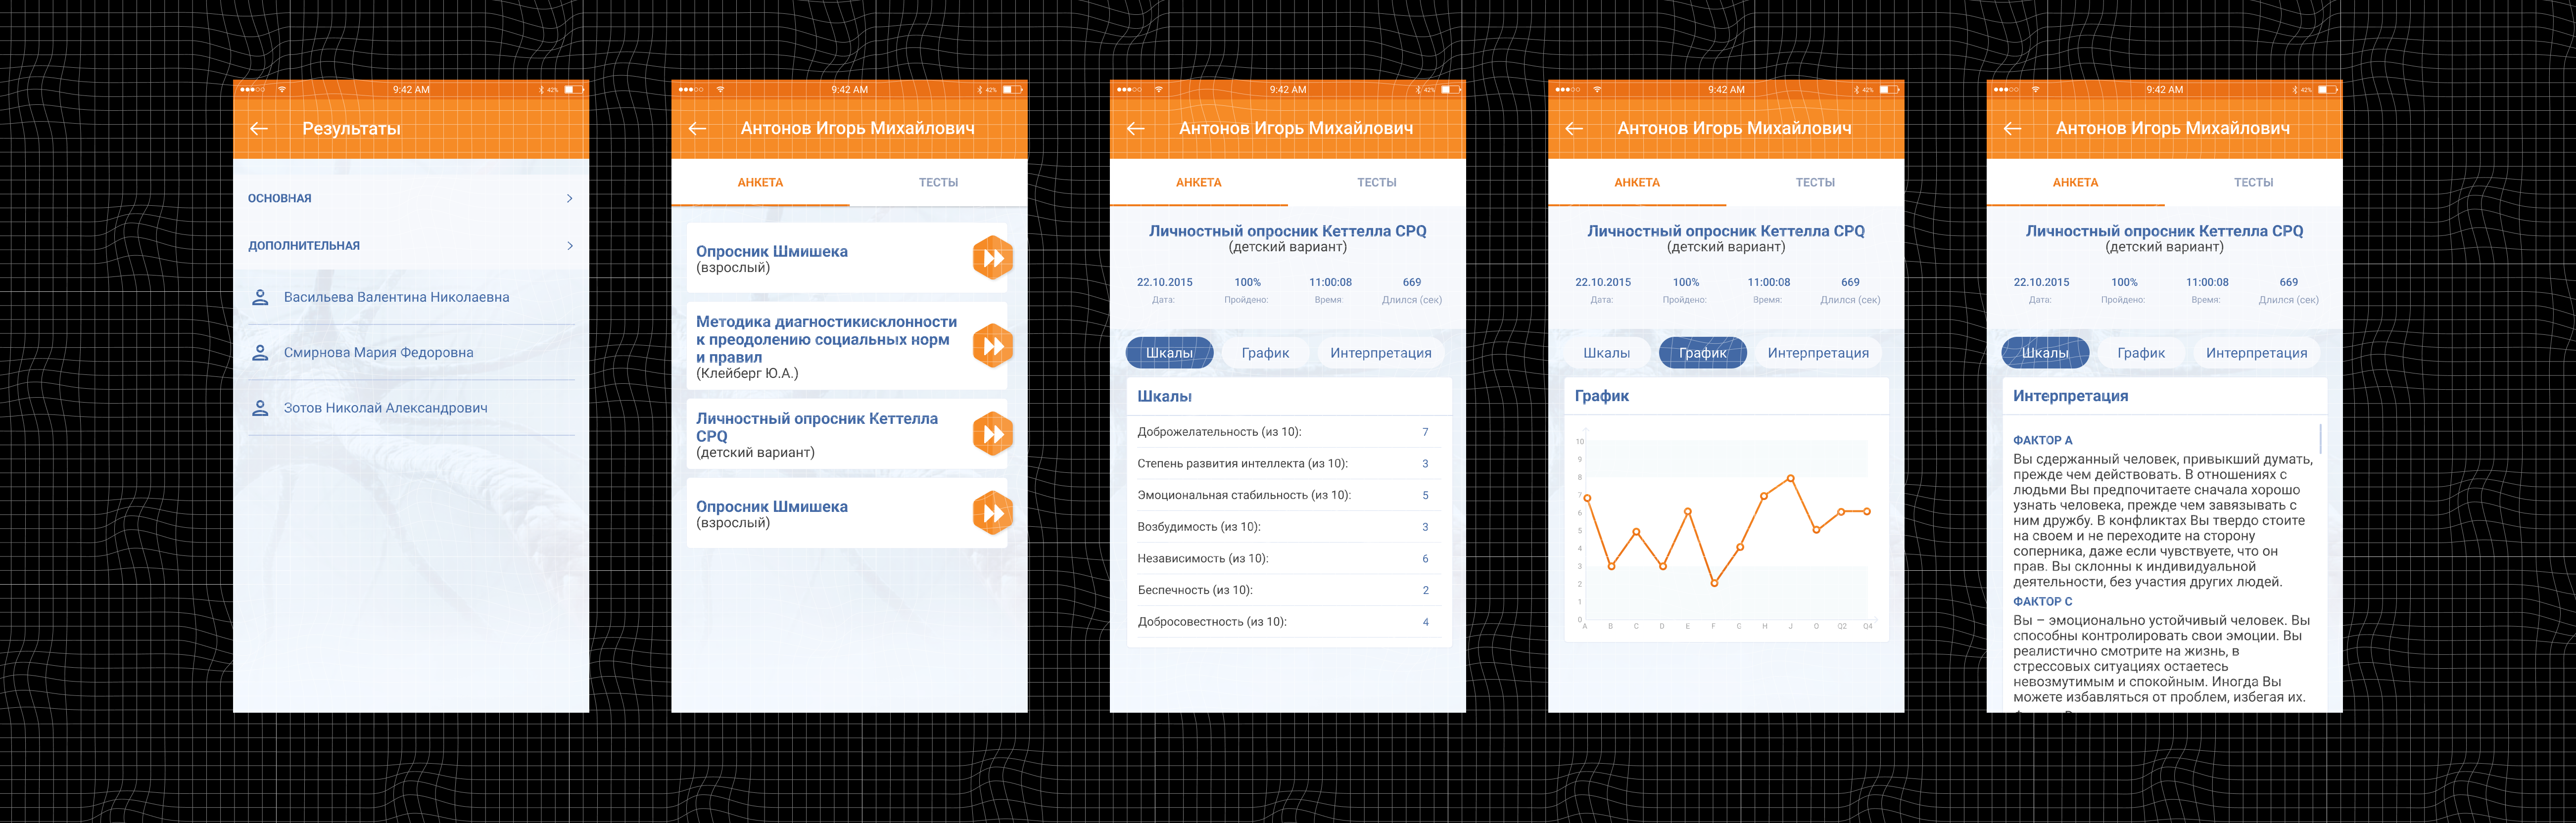 9:42 AM
42%
Результаты
ОСНОВНАЯ
ДОПОЛНИТЕЛЬНАЯ
Васильева Валентина Николаевна
Смирнова Мария Федоровна
Зотов Николай Александрович
9:42 AM
42%
Антонов Игорь Михайлович
АНКЕТА ТЕСТЫ
Опросник Шмишека
(взрослый)
Методика диагностикисклонности
к преодолению социальных норм
и правил
(Клейберг Ю.А.)
Личностный опросник Кеттелла
CPQ
(детский вариант)
Опросник Шмишека
(взрослый)
9:42 AM
42%
Антонов Игорь Михайлович
АНКЕТА ТЕСТЫ
Личностный опросник Кеттелла CPQ
(детский вариант)
22.10.2015 100% 11:00:08 669
Дата: Пройдено: Время: Длился (сек)
Шкалы График Интерпретация
Шкалы
Доброжелательность (из 10): 7
Степень развития интеллекта (из 10): 3
Эмоциональная стабильность (из 10): 5
Возбудимость (из 10): 3
Независимость (из 10): 6
Беспечность (из 10): 2
Добросовестность (из 10): 4
9:42 AM
42%
Антонов Игорь Михайлович
АНКЕТА ТЕСТЫ
Личностный опросник Кеттелла CPQ
(детский вариант)
22.10.2015 100% 11:00:08 669
Дата: Пройдено: Время: Длился (сек)
Шкалы График Интерпретация
График
10
9
8
7
6
5
4
3
2
1
0
A B C D E F G H J O Q2 Q4
9:42 AM
42%
Антонов Игорь Михайлович
АНКЕТА ТЕСТЫ
Личностный опросник Кеттелла CPQ
(детский вариант)
22.10.2015 100% 11:00:08 669
Дата: Пройдено: Время: Длился (сек)
Шкалы График Интерпретация
Интерпретация
ФАКТОР А
Вы сдержанный человек, привыкший думать,
прежде чем действовать. В отношениях с
людьми Вы предпочитаете сначала хорошо
узнать человека, прежде чем завязывать с
ним дружбу. В конфликтах Вы твердо стоите
на своем и не переходите на сторону
соперника, даже если чувствуете, что он
прав. Вы склонны к индивидуальной
деятельности, без участия других людей.
ФАКТОР С
Вы – эмоционально устойчивый человек. Вы
способны контролировать свои эмоции. Вы
реалистично смотрите на жизнь, в
стрессовых ситуациях остаетесь
невозмутимым и спокойным. Иногда Вы
можете избавляться от проблем, избегая их.